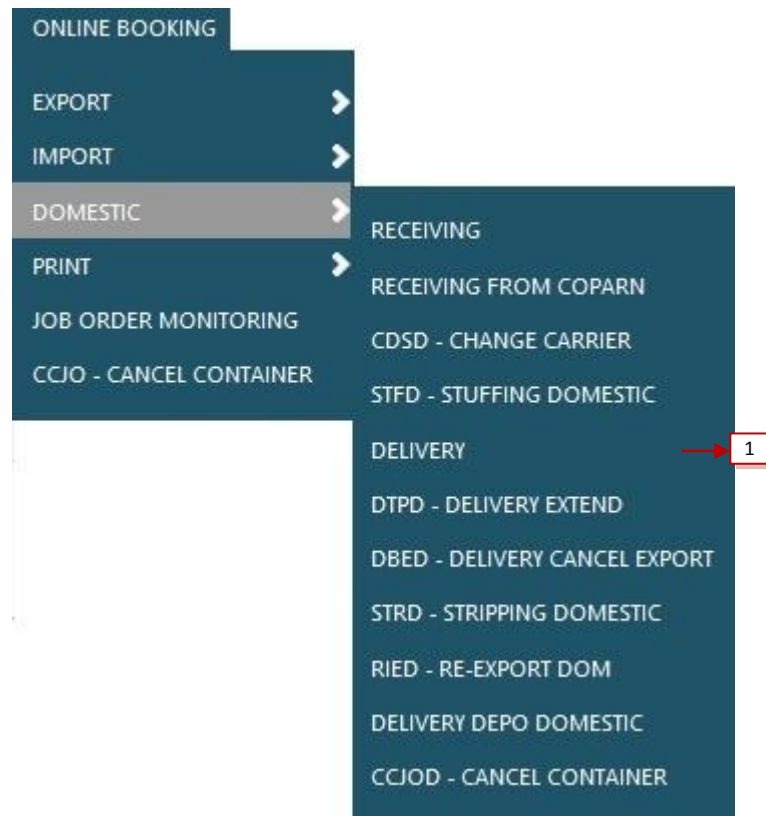 ONLINE BOOKING
EXPORT
IMPORT
DOMESTIC
PRINT
JOB ORDER MONITORING
CCJO - CANCEL CONTAINER
RECEIVING
RECEIVING FROM COPARN
CDSD - CHANGE CARRIER
STFD - STUFFING DOMESTIC
DELIVERY
1
DTPD - DELIVERY EXTEND
DBED - DELIVERY CANCEL EXPORT
STRD - STRIPPING DOMESTIC
RIED - RE-EXPORT DOM
DELIVERY DEPO DOMESTIC
CCJOD - CANCEL CONTAINER